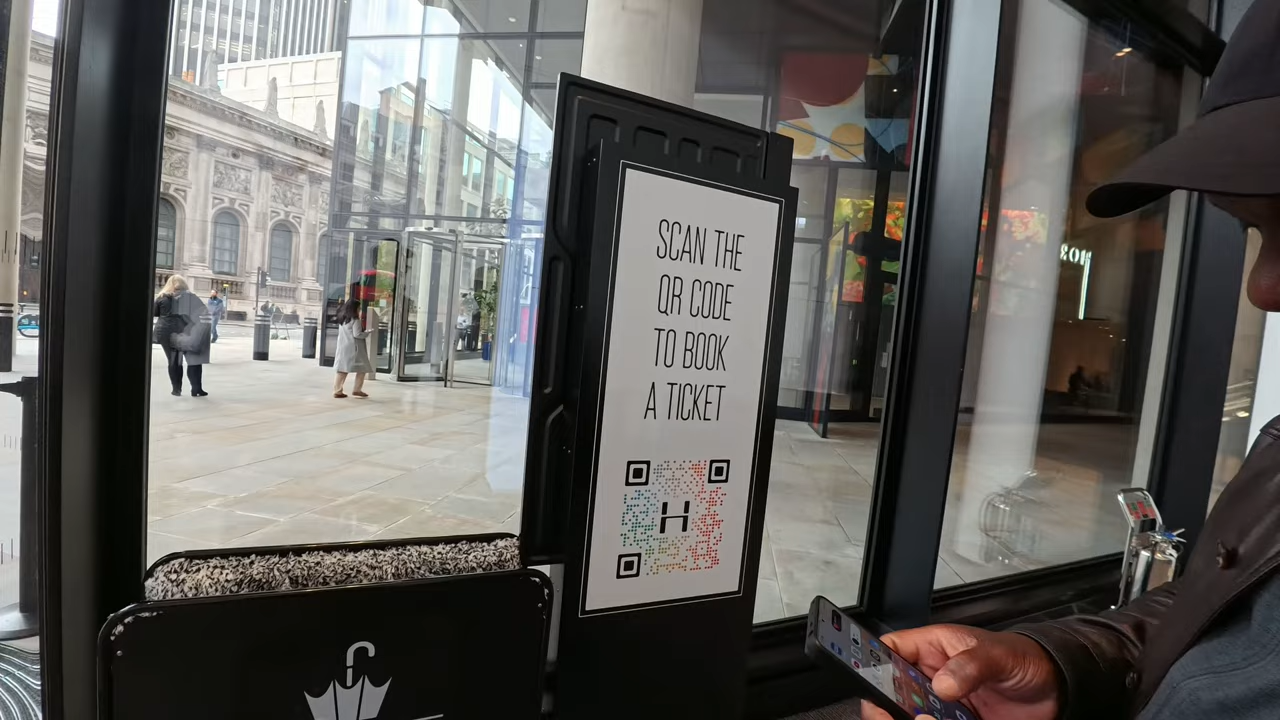 SCAN THE
QR CODE
TO BOOK
A TICKET
H